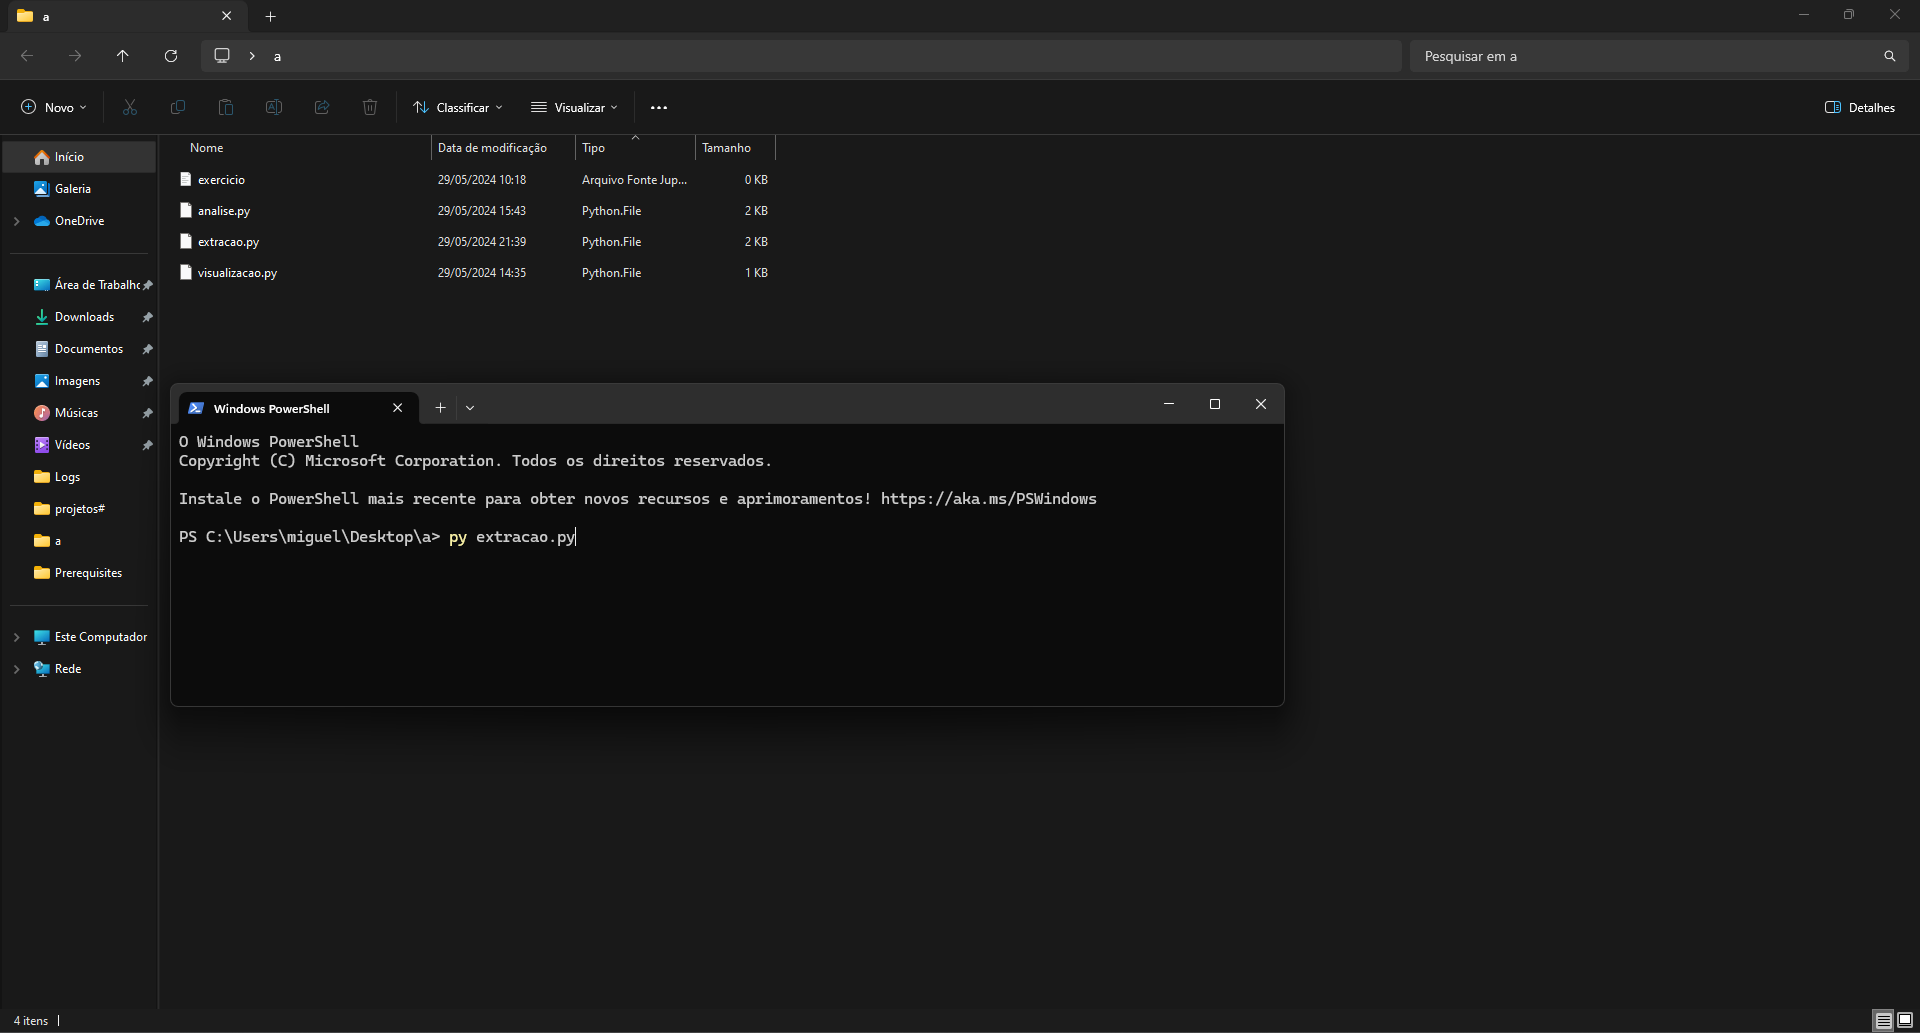 a
a
Pesquisar em a
Novo
Classificar
Visualizar
Detalhes
Início
Galeria
OneDrive
Área de Trabalho
Downloads
Documentos
Imagens
Músicas
Vídeos
Logs
projetos#
a
Prerequisites
Este Computador
Rede
Nome Data de modificação Tipo Tamanho
exercicio 29/05/2024 10:18 Arquivo Fonte Jup... 0 KB
analise.py 29/05/2024 15:43 Python.File 2 KB
extracao.py 29/05/2024 21:39 Python.File 2 KB
visualizacao.py 29/05/2024 14:35 Python.File 1 KB
Windows PowerShell
O Windows PowerShell
Copyright (C) Microsoft Corporation. Todos os direitos reservados.
Instale o PowerShell mais recente para obter novos recursos e aprimoramentos! https://aka.ms/PSWindows
PS C:\Users\miguel\Desktop\a> py extracao.py
4 itens